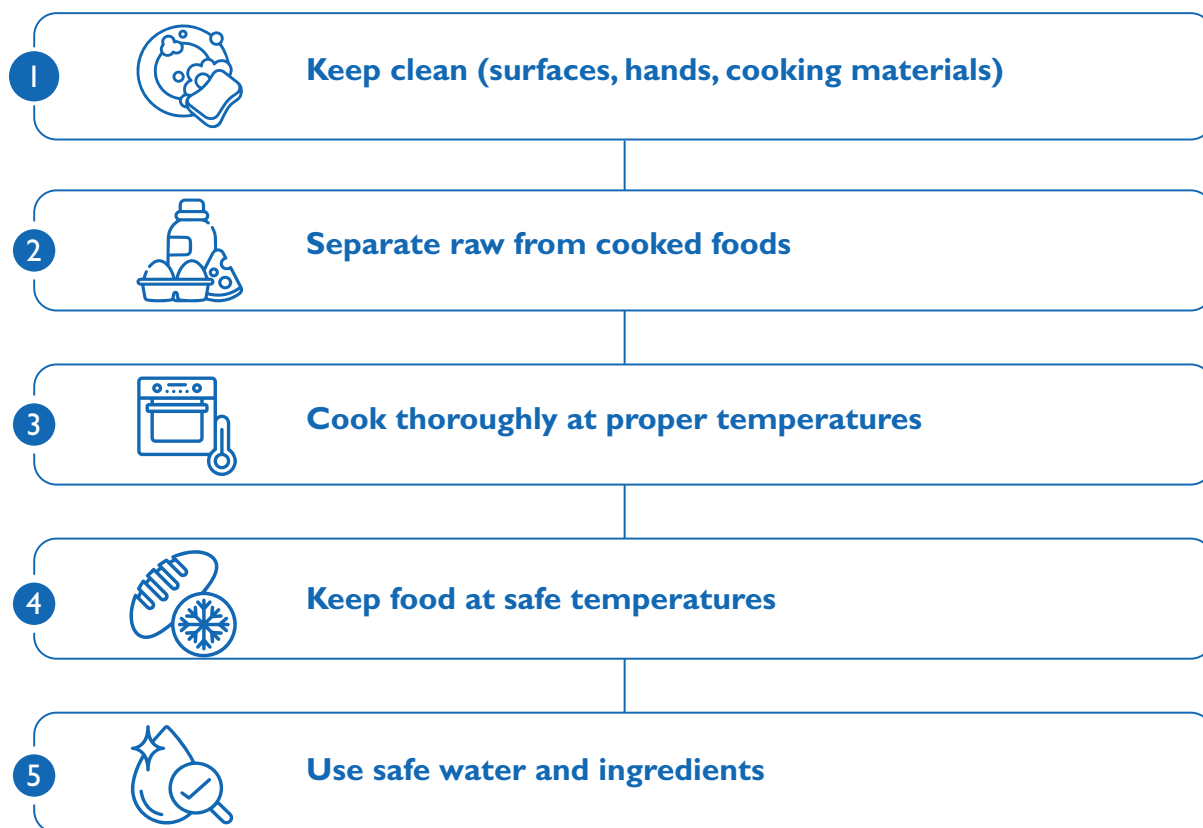 1
Keep clean (surfaces, hands, cooking materials)
2
Separate raw from cooked foods
3
Cook thoroughly at proper temperatures
4
Keep food at safe temperatures
5
Use safe water and ingredients